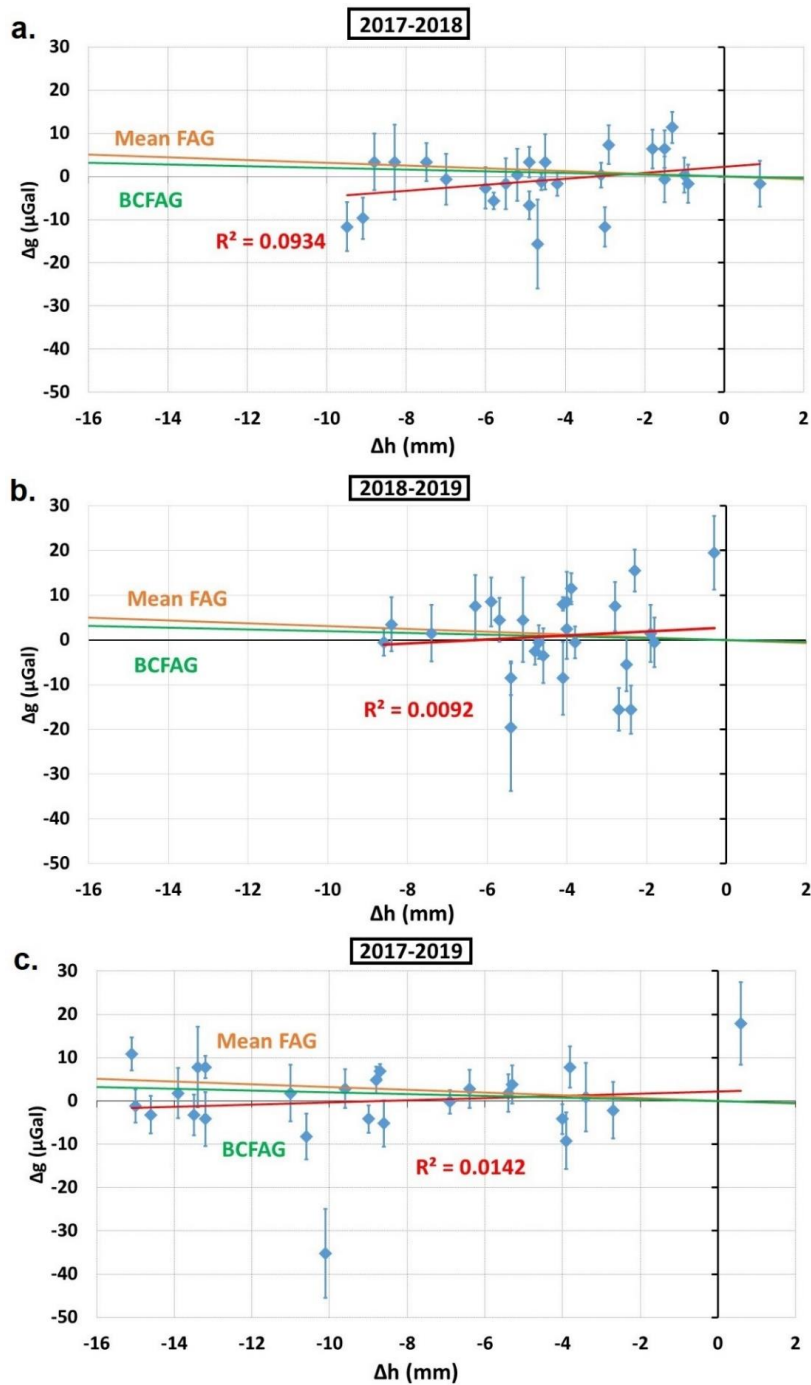 a.
2017-2018
30
20
10
0
-10
-20
-30
-40
-50
Δg (μGal)
Mean FAG
BCFAG
R² = 0.0934
-16 -14 -12 -10 -8 -6 -4 -2 0 2
Δh (mm)
b.
2018-2019
30
20
10
0
-10
-20
-30
-40
-50
Δg (μGal)
Mean FAG
BCFAG
R² = 0.0092
-16 -14 -12 -10 -8 -6 -4 -2 0 2
Δh (mm)
c.
2017-2019
30
20
10
0
-10
-20
-30
-40
-50
Δg (μGal)
Mean FAG
BCFAG
R² = 0.0142
-16 -14 -12 -10 -8 -6 -4 -2 0 2
Δh (mm)